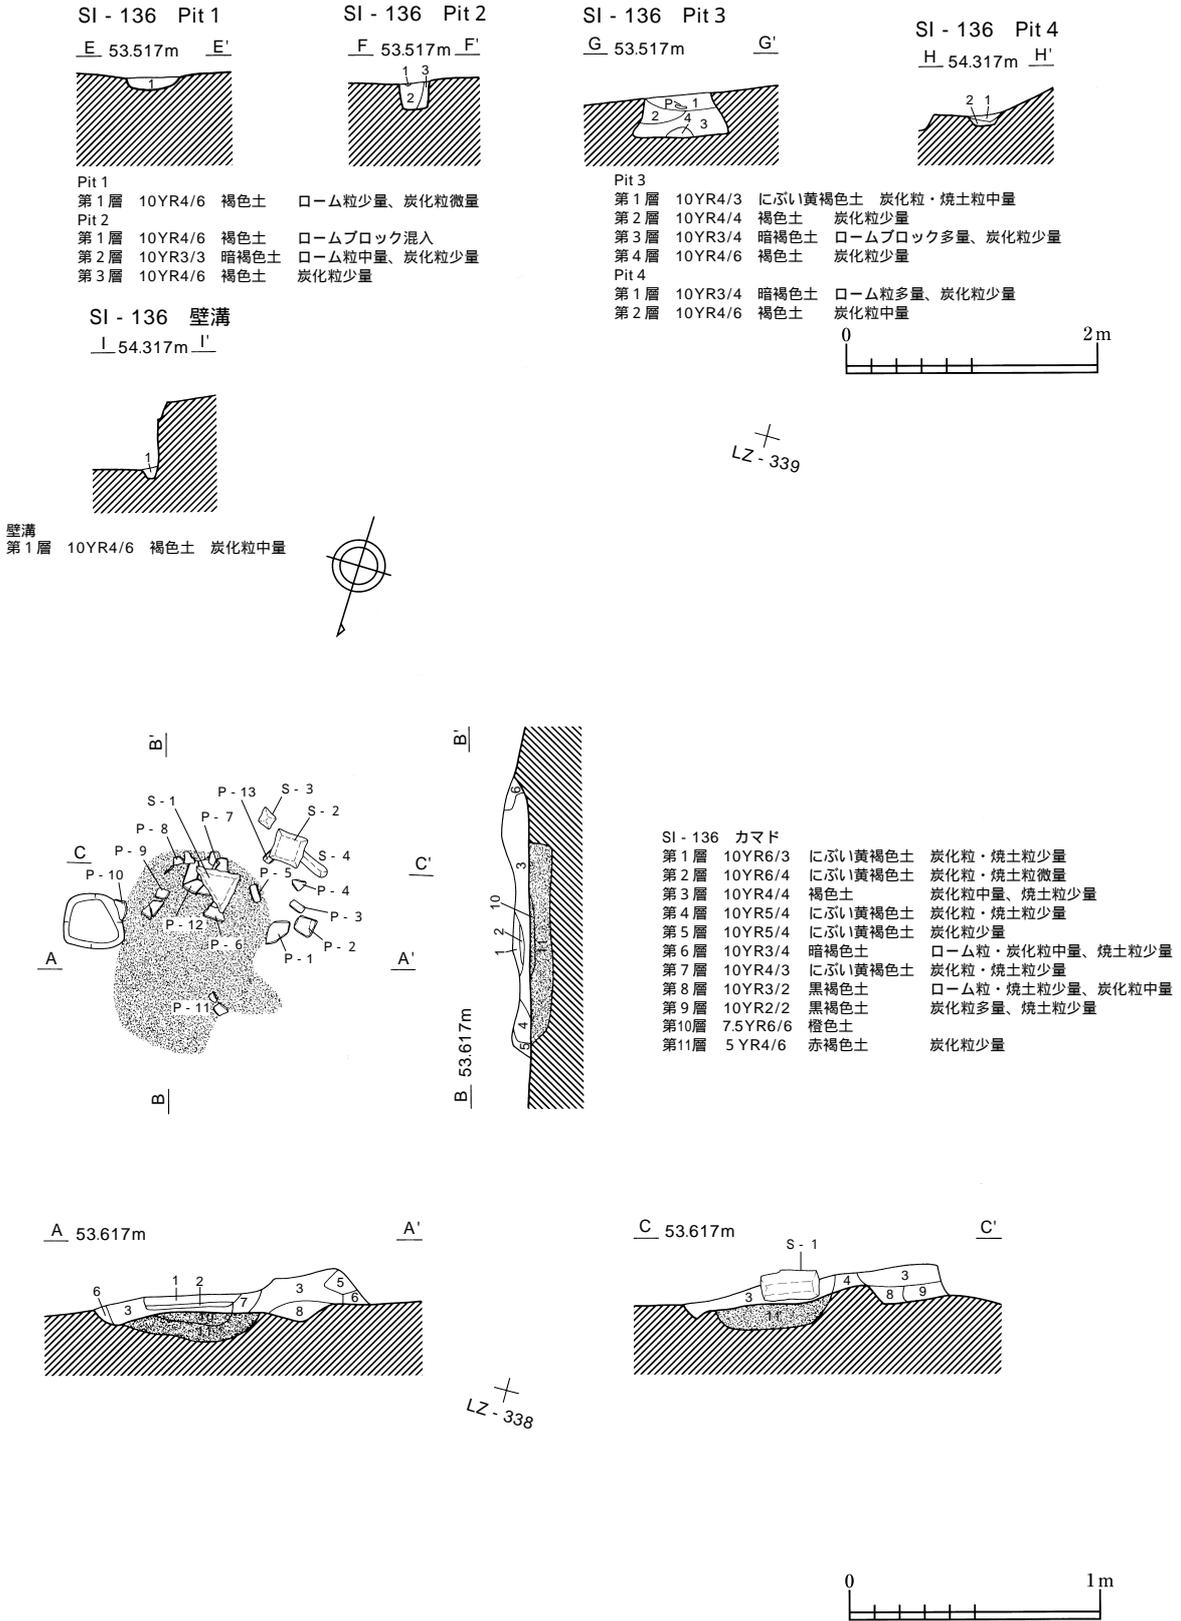 SI - 136　Pit 1
E 53.517m E'
1
SI - 136　Pit 2
F 53.517m F'
1 3
2
SI - 136　Pit 3
G 53.517m G'
P 1
2 4 3
SI - 136　Pit 4
H 54.317m H'
2 1
Pit 1
第1層　10YR4/6　褐色土　ローム粒少量、炭化粒微量
Pit 2
第1層　10YR4/6　褐色土　ロームブロック混入
第2層　10YR3/3　暗褐色土　ローム粒中量、炭化粒少量
第3層　10YR4/6　褐色土　炭化粒少量
Pit 3
第1層　10YR4/3　にぶい黄褐色土　炭化粒・焼土粒中量
第2層　10YR4/4　褐色土　炭化粒少量
第3層　10YR3/4　暗褐色土　ロームブロック多量、炭化粒少量
第4層　10YR4/6　褐色土　炭化粒少量
Pit 4
第1層　10YR3/4　暗褐色土　ローム粒多量、炭化粒少量
第2層　10YR4/6　褐色土　炭化粒中量
0 2m
SI - 136　壁溝
I 54.317m I'
1
壁溝
第1層　10YR4/6　褐色土　炭化粒中量
LZ - 339
B'
P - 13
S - 3
S - 1
S - 2
P - 7
P - 8
P - 9
C
S - 4
C'
P - 10
P - 5
P - 4
P - 3
P - 12
P - 2
P - 6
P - 1
A
A'
P - 11
B
B'
6
3
10
2
1
11
4
5
B 53.617m
SI - 136　カマド
第1層　10YR6/3　にぶい黄褐色土　炭化粒・焼土粒少量
第2層　10YR6/4　にぶい黄褐色土　炭化粒・焼土粒微量
第3層　10YR4/4　褐色土　炭化粒中量、焼土粒少量
第4層　10YR5/4　にぶい黄褐色土　炭化粒・焼土粒少量
第5層　10YR5/4　にぶい黄褐色土　炭化粒少量
第6層　10YR3/4　暗褐色土　ローム粒・炭化粒中量、焼土粒少量
第7層　10YR4/3　にぶい黄褐色土　炭化粒・焼土粒少量
第8層　10YR3/2　黒褐色土　ローム粒・焼土粒少量、炭化粒中量
第9層　10YR2/2　黒褐色土　炭化粒多量、焼土粒少量
第10層　7.5YR6/6　橙色土
第11層　5 YR4/6　赤褐色土　炭化粒少量
A 53.617m A'
6 3 1 2 7 3 5 6
10 8
11
C 53.617m C'
S - 1
3 4 3
11 8 9
LZ - 338
0 1m